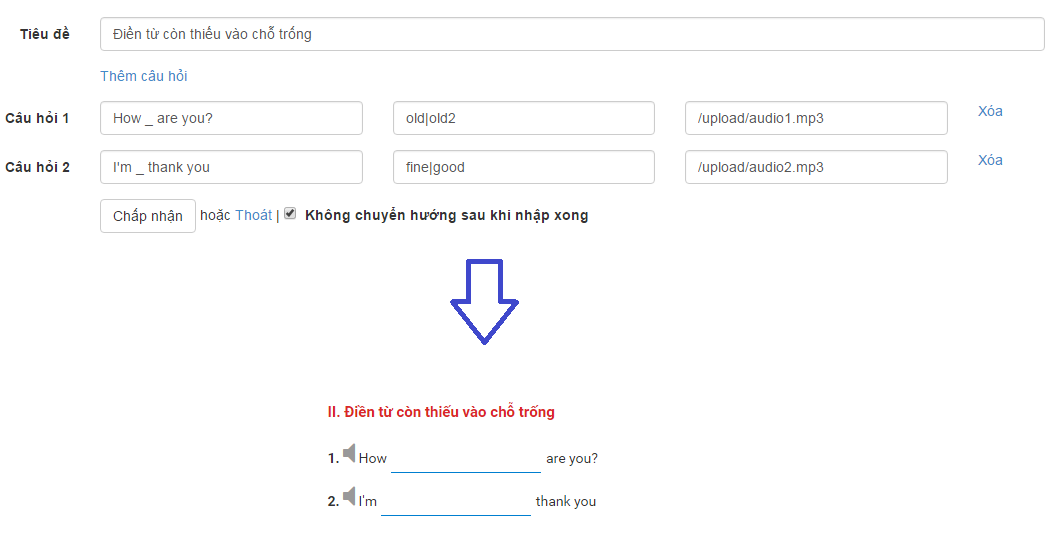 Tiêu đề Điền từ còn thiếu vào chỗ trống
Thêm câu hỏi
Câu hỏi 1 How _ are you? old|old2 /upload/audio1.mp3 Xóa
Câu hỏi 2 I'm _ thank you fine|good /upload/audio2.mp3 Xóa
Chấp nhận hoặc Thoát | Không chuyển hướng sau khi nhập xong
II. Điền từ còn thiếu vào chỗ trống
1. How are you?
2. I'm thank you